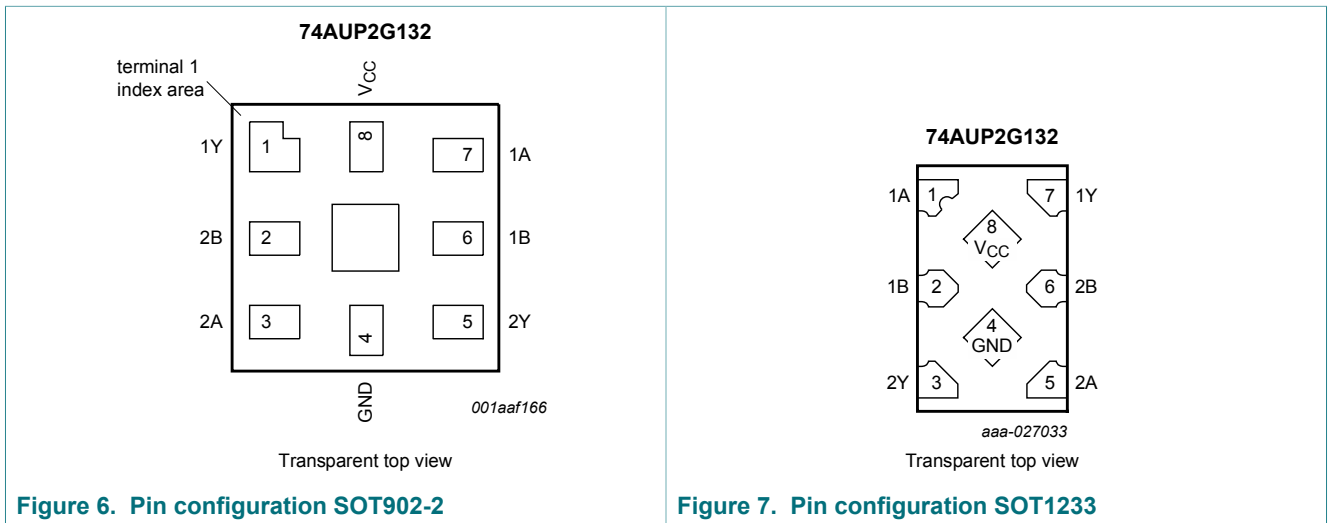 74AUP2G132
terminal 1
index area
VCC
1Y 1 8 7 1A
2B 2 6 1B
2A 3 4 5 2Y
GND
001aaf166
Transparent top view
Figure 6. Pin configuration SOT902-2
74AUP2G132
1A 1 7 1Y
8
VCC
1B 2 6 2B
4
GND
2Y 3 5 2A
aaa-027033
Transparent top view
Figure 7. Pin configuration SOT1233